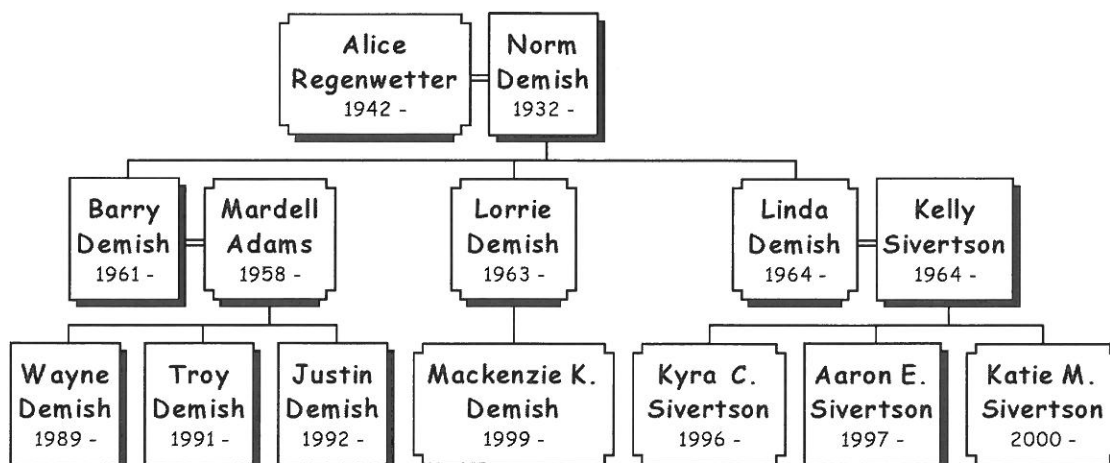 Alice
Regenwetter
1942 -
Norm
Demish
1932 -
Barry
Demish
1961 -
Mardell
Adams
1958 -
Lorrie
Demish
1963 -
Linda
Demish
1964 -
Kelly
Sivertson
1964 -
Wayne
Demish
1989 -
Troy
Demish
1991 -
Justin
Demish
1992 -
Mackenzie K.
Demish
1999 -
Kyra C.
Sivertson
1996 -
Aaron E.
Sivertson
1997 -
Katie M.
Sivertson
2000 -